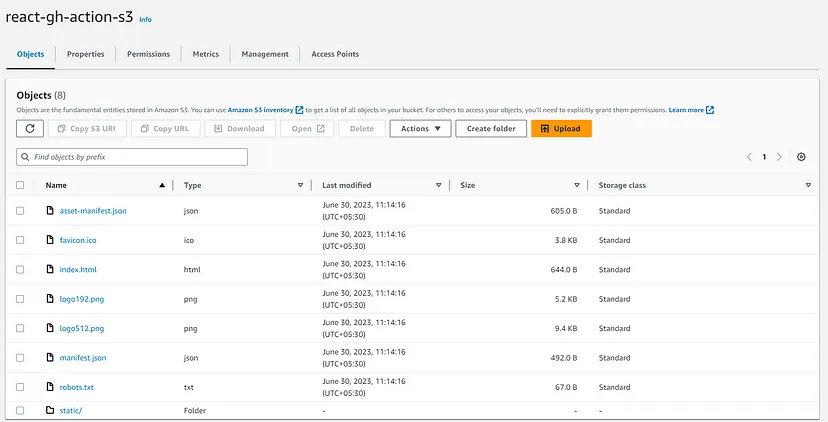 react-gh-action-s3 Info
Objects Properties Permissions Metrics Management Access Points
Objects (8)
Objects are the fundamental entities stored in Amazon S3. You can use Amazon S3 inventory to get a list of all objects in your bucket. For others to access your objects, you'll need to explicitly grant them permissions. Learn more
Copy S3 URI Copy URL Download Open Delete Actions Create folder Upload
Find objects by prefix 1
Name Type Last modified Size Storage class
asset-manifest.json json June 30, 2023, 11:14:16 (UTC+05:30) 605.0 B Standard
favicon.ico ico June 30, 2023, 11:14:16 (UTC+05:30) 3.8 KB Standard
index.html html June 30, 2023, 11:14:16 (UTC+05:30) 644.0 B Standard
logo192.png png June 30, 2023, 11:14:16 (UTC+05:30) 5.2 KB Standard
logo512.png png June 30, 2023, 11:14:16 (UTC+05:30) 9.4 KB Standard
manifest.json json June 30, 2023, 11:14:16 (UTC+05:30) 492.0 B Standard
robots.txt txt June 30, 2023, 11:14:16 (UTC+05:30) 67.0 B Standard
static/ Folder - - -